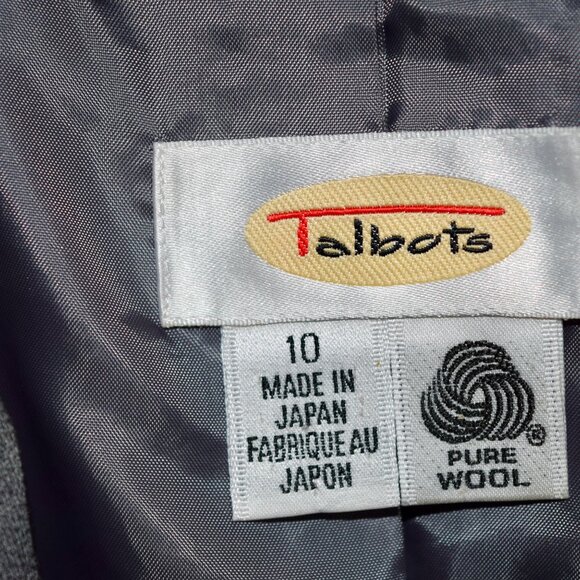 Talbots
10
MADE IN
JAPAN
FABRIQUE AU
JAPON
PURE
WOOL
®